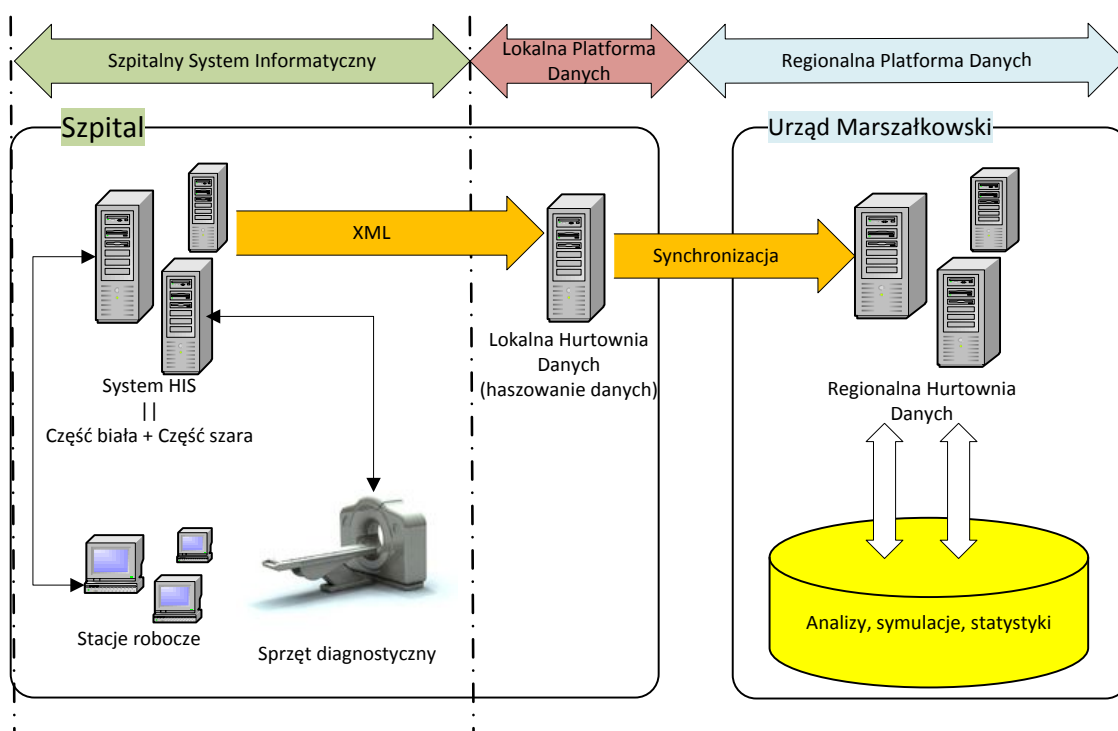 Szpitalny System Informatyczny
Lokalna Platforma
Danych
Regionalna Platforma Danych
Szpital
Urząd Marszałkowski
XML
Synchronizacja
Lokalna Hurtownia
Danych
(haszowanie danych)
System HIS
||
Część biała + Część szara
Regionalna Hurtownia
Danych
Stacje robocze
Sprzęt diagnostyczny
Analizy, symulacje, statystyki